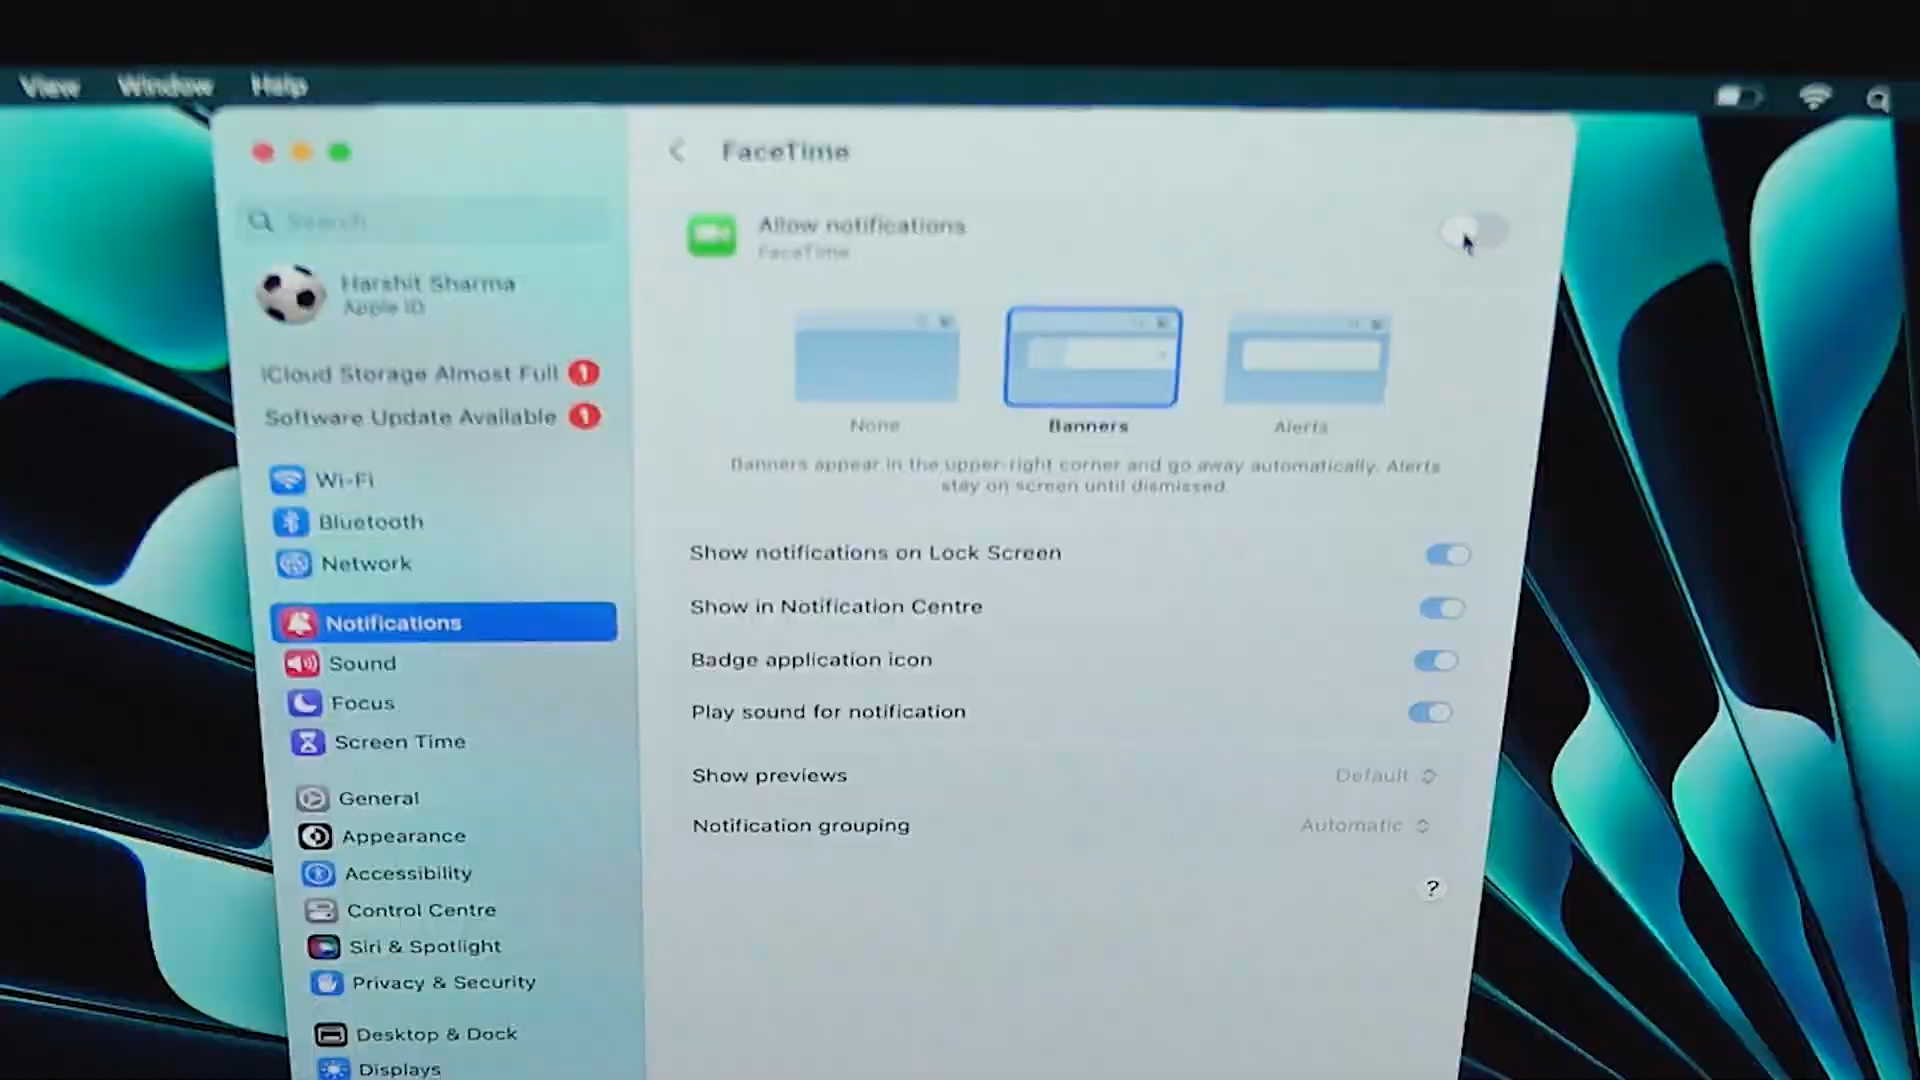 View Window Help
FaceTime
Search
Allow notifications
FaceTime
Harshit Sharma
Apple ID
iCloud Storage Almost Full 1
Software Update Available 1
None
Banners
Alerts
Banners appear in the upper-right corner and go away automatically. Alerts
stay on screen until dismissed.
Wi-Fi
Bluetooth
Network
Notifications
Sound
Focus
Screen Time
General
Appearance
Accessibility
Control Centre
Siri & Spotlight
Privacy & Security
Desktop & Dock
Displays
Show notifications on Lock Screen
Show in Notification Centre
Badge application icon
Play sound for notification
Show previews Default
Notification grouping Automatic
?